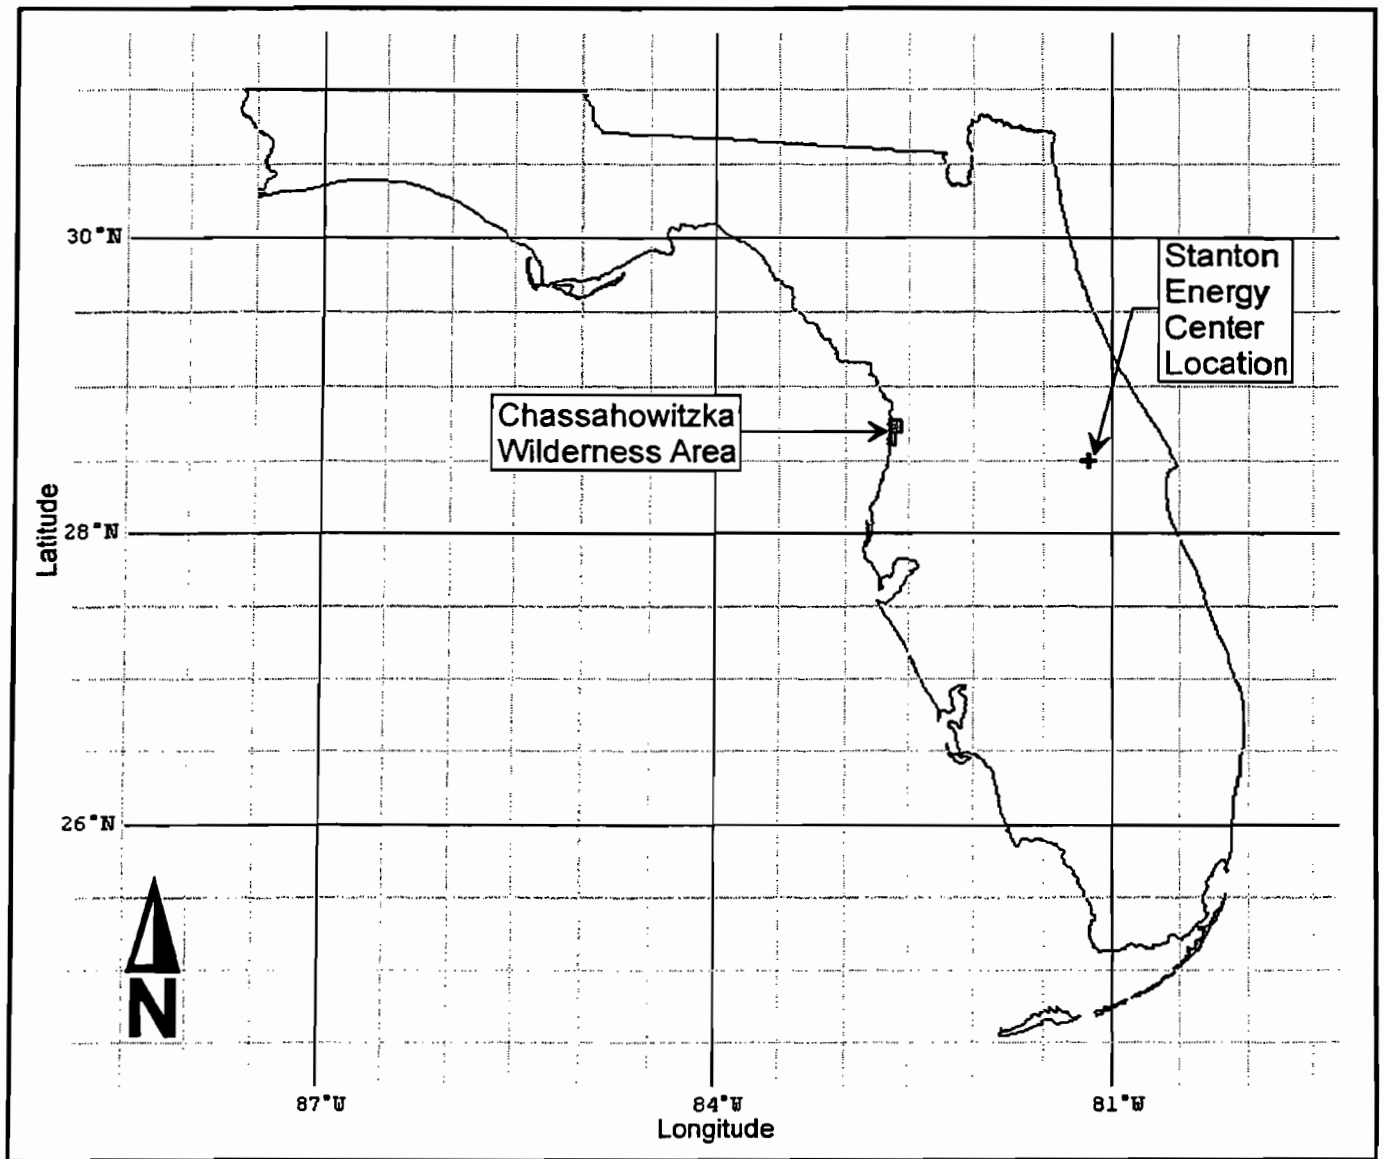 30°N
Stanton
Energy
Center
Location
Chassahowitzka
Wilderness Area
Latitude
28°N
26°N
N
87°W
84°W
81°W
Longitude